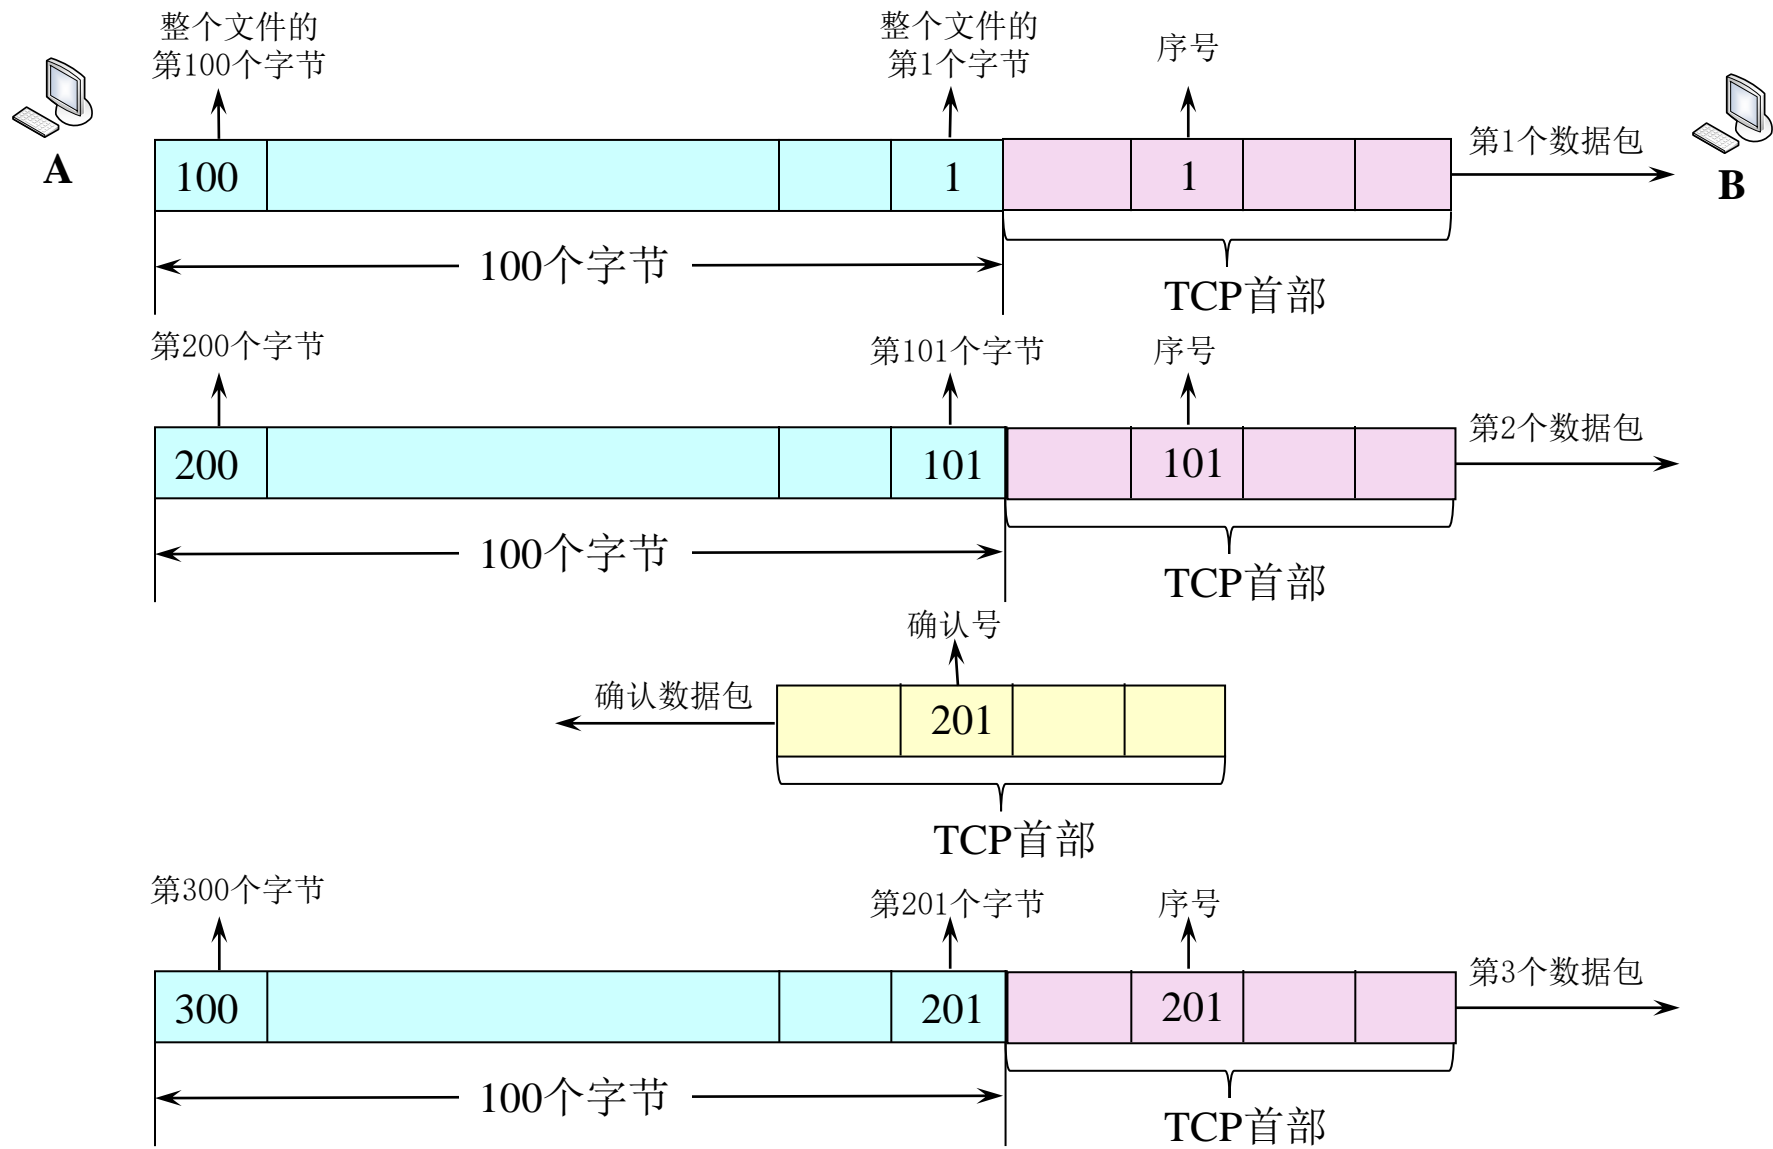 整个文件的
第100个字节
整个文件的
第1个字节
序号
A
100
1
1
第1个数据包
B
100个字节
TCP首部
第200个字节
第101个字节
序号
200
101
101
第2个数据包
100个字节
TCP首部
确认号
确认数据包
201
TCP首部
第300个字节
第201个字节
序号
300
201
201
第3个数据包
100个字节
TCP首部